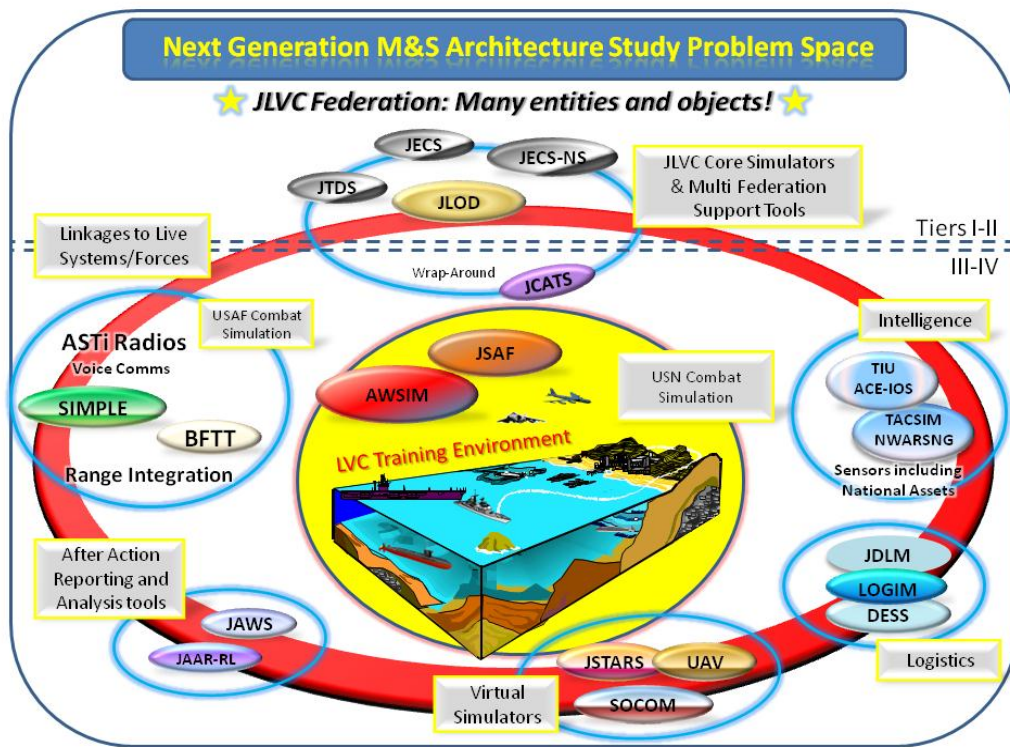 Next Generation M&S Architecture Study Problem Space
JLVC Federation: Many entities and objects!
JECS
JECS-NS
JTDS
JLOD
JLVC Core Simulators
& Multi Federation
Support Tools
Tiers I-II
III-IV
Linkages to Live
Systems/Forces
Wrap-Around
JCATS
USAF Combat
Simulation
ASTi Radios
Voice Comms
SIMPLE
BFTT
Range Integration
JSAF
AWSIM
USN Combat
Simulation
LVC Training Environment
Intelligence
TIU
ACE-IOS
TACSIM
NWARSNG
Sensors including
National Assets
After Action
Reporting and
Analysis tools
JAWS
JAAR-RL
JDLM
LOGIM
DESS
Logistics
JSTARS
UAV
SOCOM
Virtual
Simulators